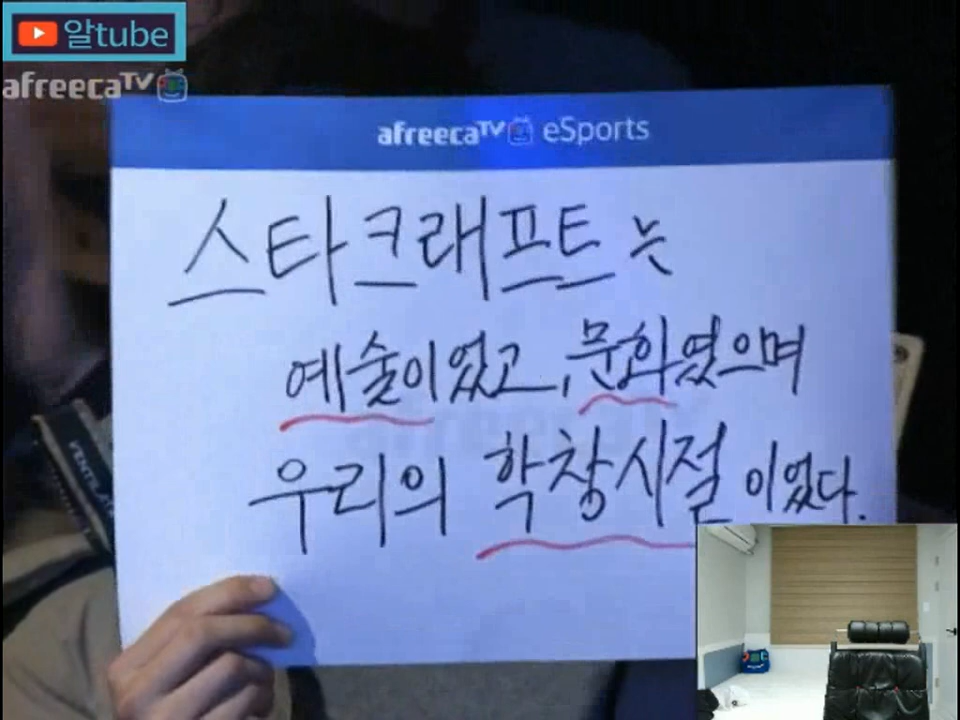 알tube
afreecaTV
afreecaTV eSports
스타크래프트는
예술이었고, 문화였으며
우리의 학창시절이었다.